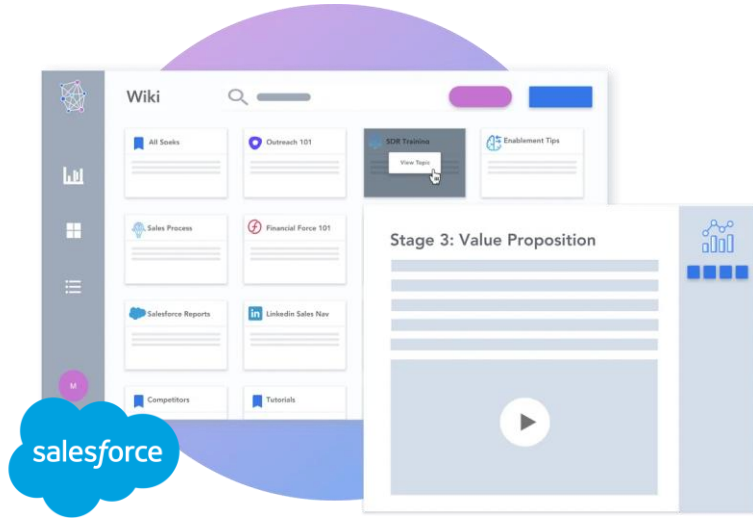 Wiki
All Speks
Outreach 101
SDR Training
View Topic
Enablement Tips
Sales Process
Financial Force 101
Salesforce Reports
Linkedin Sales Nav
Competitors
Tutorials
M
Stage 3: Value Proposition
salesforce